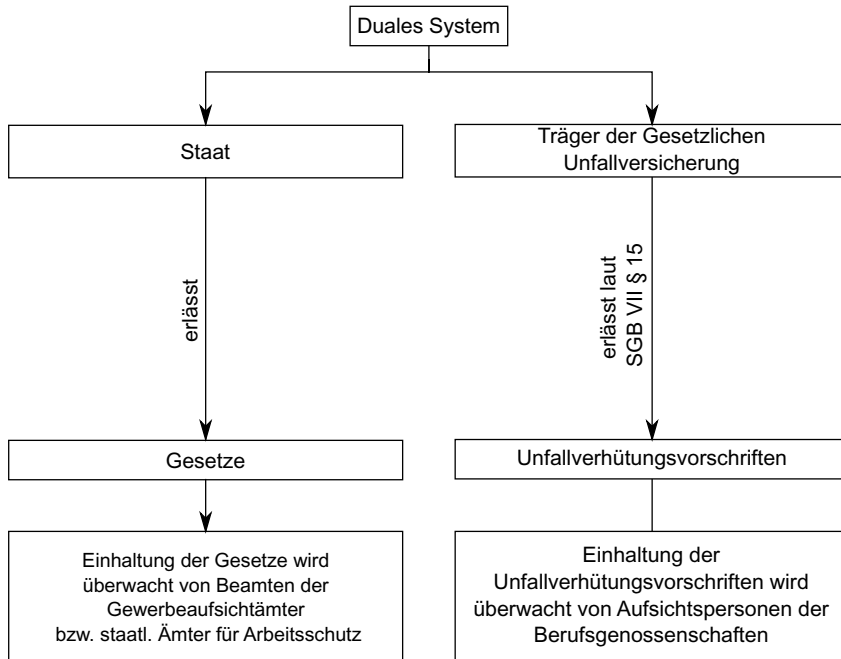 Duales System
Staat
Träger der Gesetzlichen
Unfallversicherung
erlässt
erlässt laut
SGB VII § 15
Gesetze
Unfallverhütungsvorschriften
Einhaltung der Gesetze wird
überwacht von Beamten der
Gewerbeaufsichtämter
bzw. staatl. Ämter für Arbeitsschutz
Einhaltung der
Unfallverhütungsvorschriften wird
überwacht von Aufsichtspersonen der
Berufsgenossenschaften